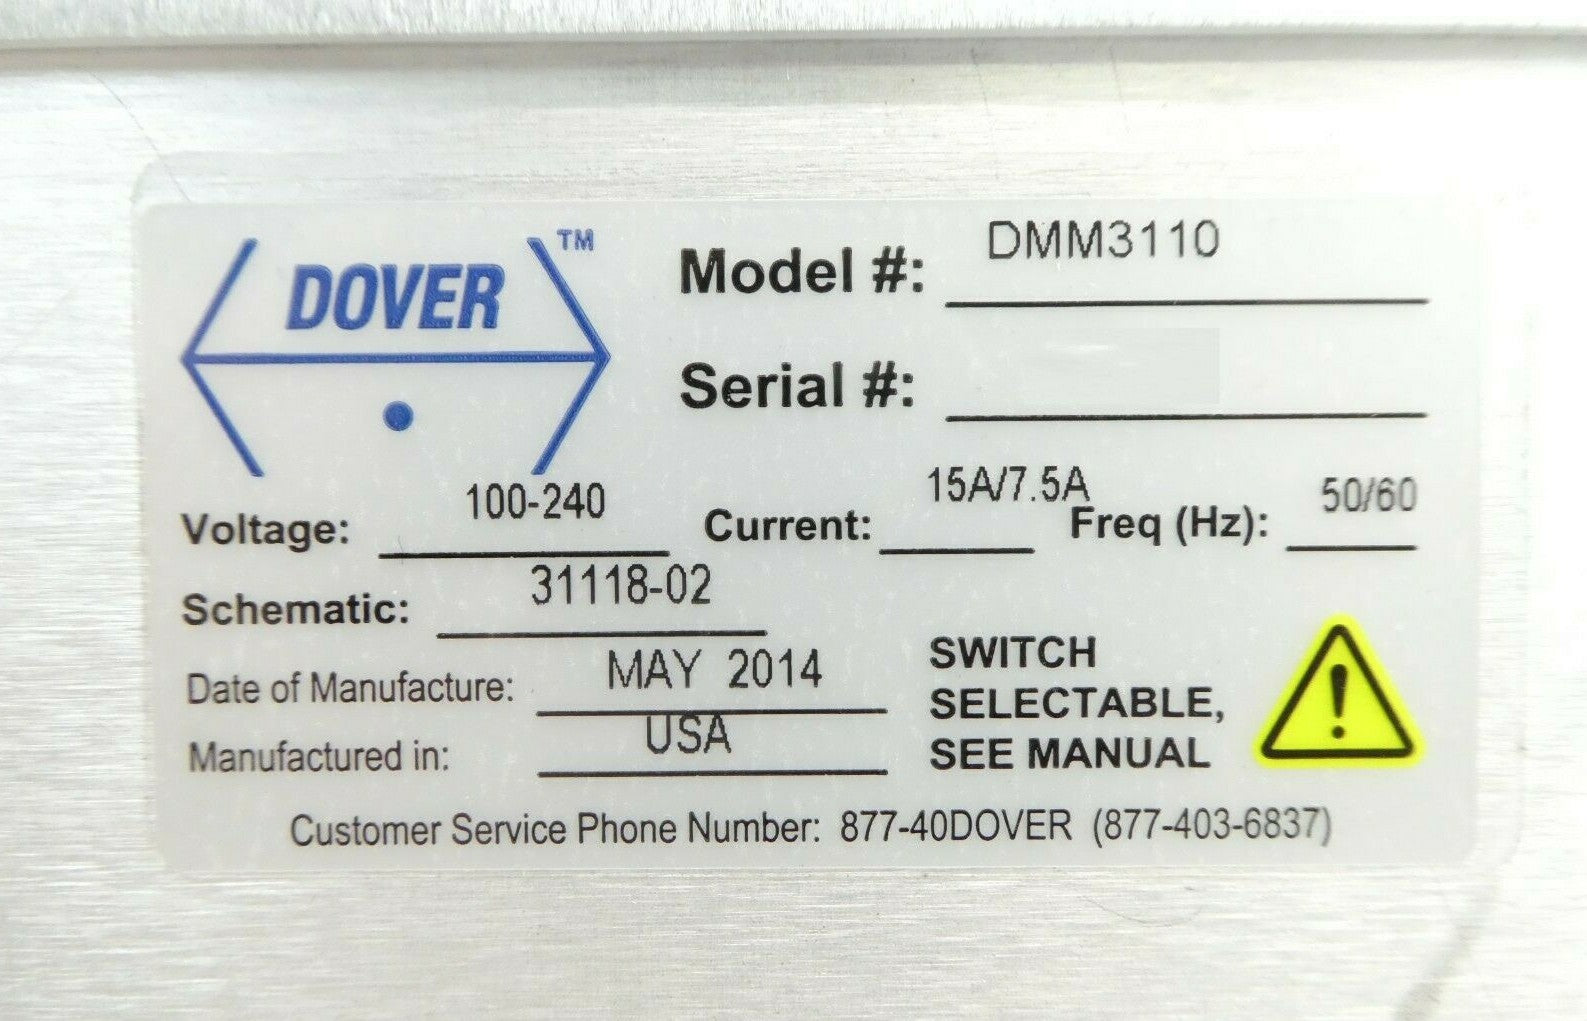 DOVER™
Model #: DMM3110
Serial #:
Voltage: 100-240 Current: 15A/7.5A Freq (Hz): 50/60
Schematic: 31118-02
Date of Manufacture: MAY 2014
Manufactured in: USA
SWITCH
SELECTABLE,
SEE MANUAL
!
Customer Service Phone Number: 877-40DOVER (877-403-6837)